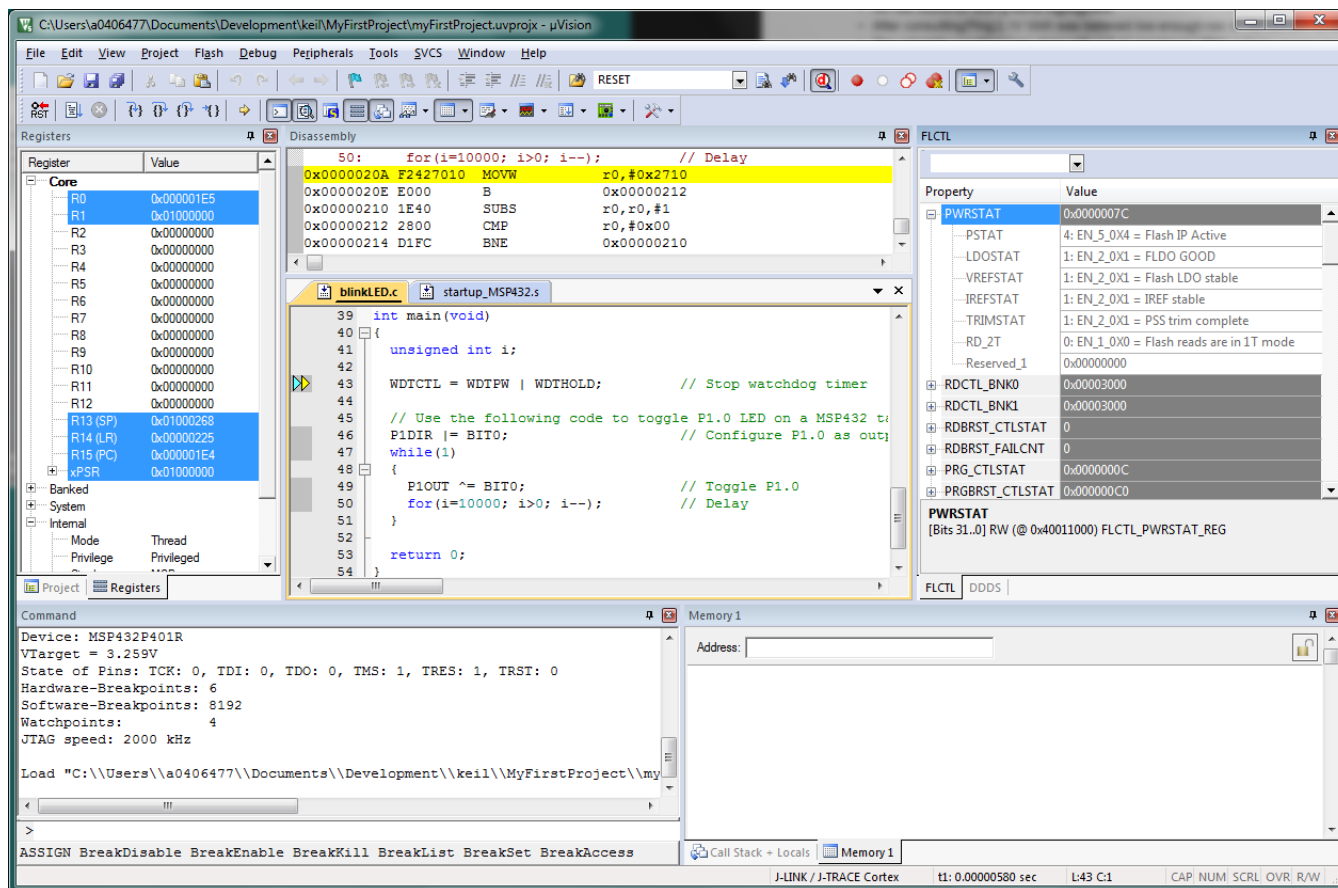 C:\Users\a0406477\Documents\Development\keil\MyFirstProject\myFirstProject.uvprojx - µVision
File Edit View Project Flash Debug Peripherals Tools SVCS Window Help
RESET
RST
Registers
Register Value
Core
R0 0x000001E5
R1 0x01000000
R2 0x00000000
R3 0x00000000
R4 0x00000000
R5 0x00000000
R6 0x00000000
R7 0x00000000
R8 0x00000000
R9 0x00000000
R10 0x00000000
R11 0x00000000
R12 0x00000000
R13 (SP) 0x01000268
R14 (LR) 0x00000225
R15 (PC) 0x000001E4
xPSR 0x01000000
Banked
System
Internal
Mode Thread
Privilege Privileged
Project Registers
Disassembly
50: for(i=10000; i>0; i--); // Delay
0x0000020A F2427010 MOVW r0,#0x2710
0x0000020E E000 B 0x00000212
0x00000210 1E40 SUBS r0,r0,#1
0x00000212 2800 CMP r0,#0x00
0x00000214 D1FC BNE 0x00000210
blinkLED.c startup_MSP432.s
39 int main(void)
40 {
41 unsigned int i;
42
43 WDTCTL = WDTPW | WDTHOLD; // Stop watchdog timer
44
45 // Use the following code to toggle P1.0 LED on a MSP432 ta
46 P1DIR |= BIT0; // Configure P1.0 as outp
47 while(1)
48 {
49 P1OUT ^= BIT0; // Toggle P1.0
50 for(i=10000; i>0; i--); // Delay
51 }
52
53 return 0;
54 }
FLCTL
Property Value
PWRSTAT 0x0000007C
PSTAT 4: EN_5_0X4 = Flash IP Active
LDOSTAT 1: EN_2_0X1 = FLDO GOOD
VREFSTAT 1: EN_2_0X1 = Flash LDO stable
IREFSTAT 1: EN_2_0X1 = IREF stable
TRIMSTAT 1: EN_2_0X1 = PSS trim complete
RD_2T 0: EN_1_0X0 = Flash reads are in 1T mode
Reserved_1 0x00000000
RDCTL_BNK0 0x00003000
RDCTL_BNK1 0x00003000
RDBRST_CTLSTAT 0
RDBRST_FAILCNT 0
PRG_CTLSTAT 0x0000000C
PRGBRST_CTLSTAT 0x000000C0
PWRSTAT
[Bits 31..0] RW (@ 0x40011000) FLCTL_PWRSTAT_REG
FLCTL DDDS
Command
Device: MSP432P401R
VTarget = 3.259V
State of Pins: TCK: 0, TDI: 0, TDO: 0, TMS: 1, TRES: 1, TRST: 0
Hardware-Breakpoints: 6
Software-Breakpoints: 8192
Watchpoints: 4
JTAG speed: 2000 kHz
Load "C:\\Users\\a0406477\\Documents\\Development\\keil\\MyFirstProject\\my
>
ASSIGN BreakDisable BreakEnable BreakKill BreakList BreakSet BreakAccess
Memory 1
Address:
Call Stack + Locals Memory 1
J-LINK / J-TRACE Cortex t1: 0.00000580 sec L:43 C:1 CAP NUM SCRL OVR R/W